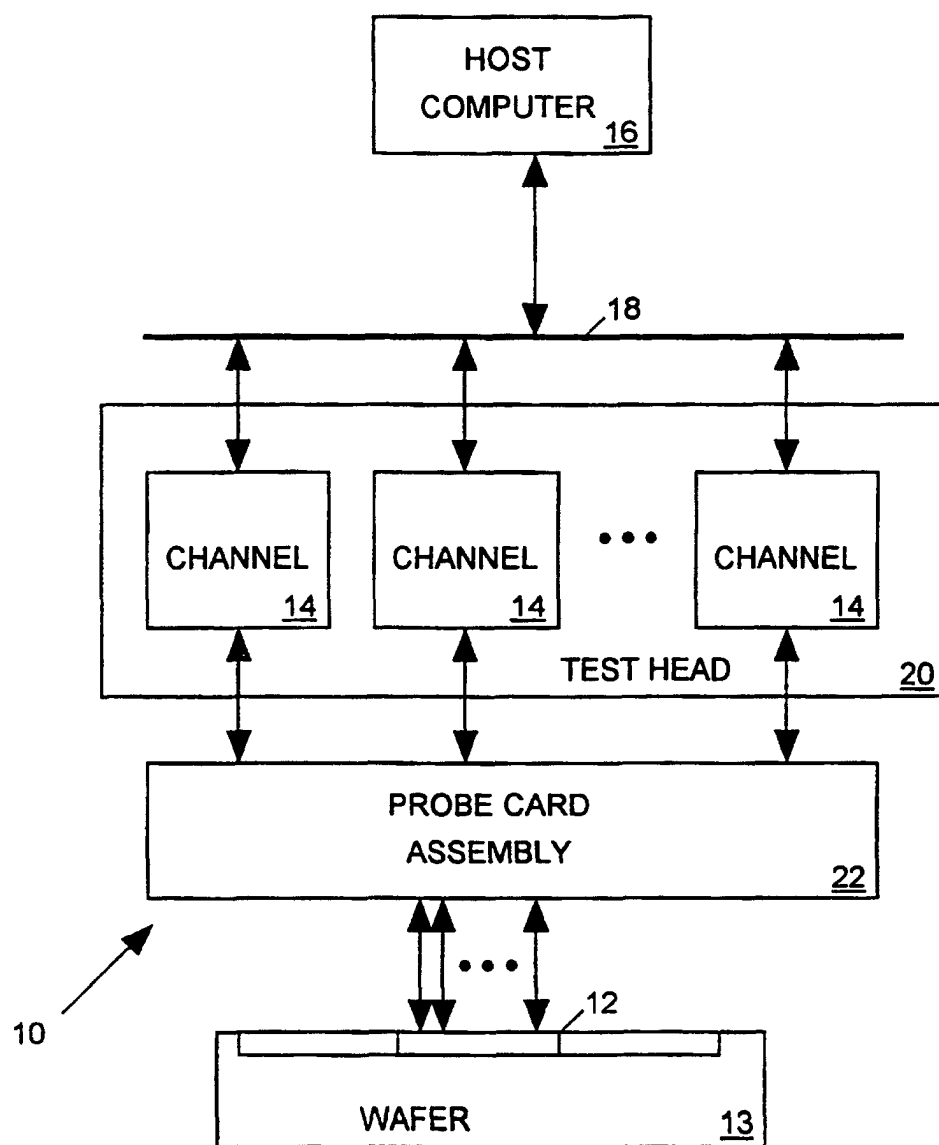 HOST
COMPUTER
16
18
CHANNEL
14
CHANNEL
14
CHANNEL
14
TEST HEAD
20
PROBE CARD
ASSEMBLY
22
12
10
WAFER
13